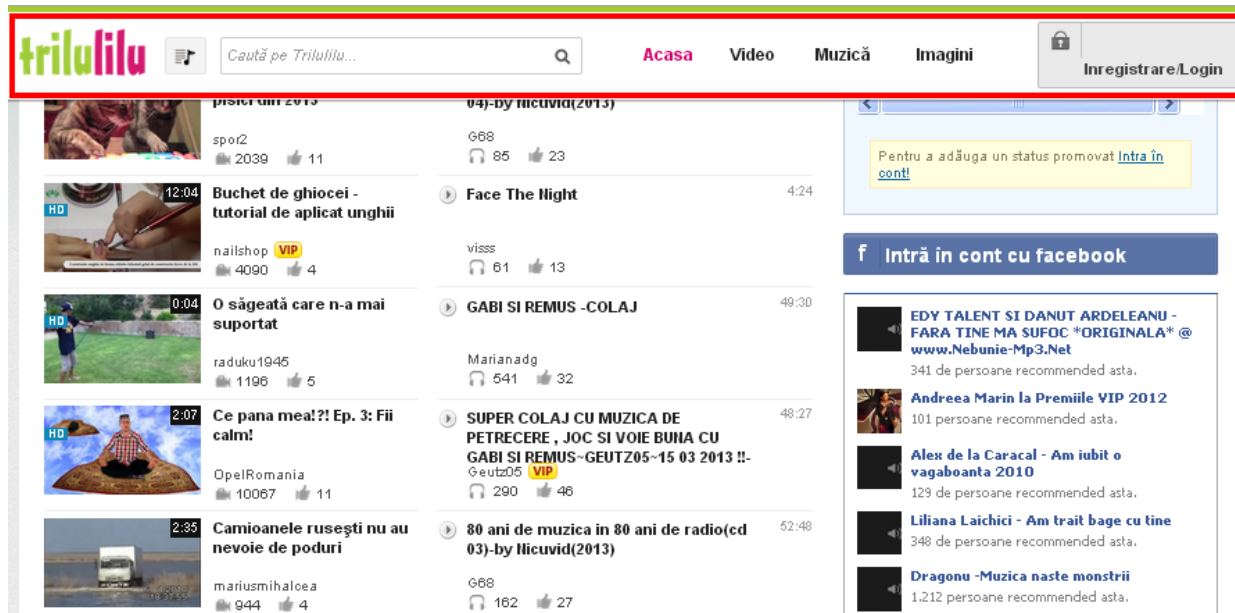 trilulilu
Caută pe Trilulilu...
Acasa
Video
Muzică
Imagini
Inregistrare/Login
pisici din 2013
spor2
2039 11
12:04
HD
Buchet de ghiocei -
tutorial de aplicat unghii
nailshop VIP
4090 4
0:04
HD
O săgeată care n-a mai
suportat
raduku1945
1196 5
2:07
HD
Ce pana mea!?! Ep. 3: Fii
calm!
OpelRomania
10067 11
2:35
Camioanele ruseşti nu au
nevoie de poduri
mariusmihalcea
944 4
04)-by Nicuvid(2013)
G68
85 23
Face The Night
4:24
visss
61 13
GABI SI REMUS -COLAJ
49:30
Marianadg
541 32
SUPER COLAJ CU MUZICA DE
48:27
PETRECERE , JOC SI VOIE BUNA CU
GABI SI REMUS~GEUTZ05~15 03 2013 !!-
Geutz05 VIP
290 46
80 ani de muzica in 80 ani de radio(cd
52:48
03)-by Nicuvid(2013)
G68
162 27
Pentru a adăuga un status promovat Intra în
cont!
f Intră în cont cu facebook
EDY TALENT SI DANUT ARDELEANU -
FARA TINE MA SUFOC *ORIGINALA* @
www.Nebunie-Mp3.Net
341 de persoane recommended asta.
Andreea Marin la Premiile VIP 2012
101 persoane recommended asta.
Alex de la Caracal - Am iubit o
vagaboanta 2010
129 de persoane recommended asta.
Liliana Laichici - Am trait bage cu tine
348 de persoane recommended asta.
Dragonu -Muzica naste monstrii
1.212 persoane recommended asta.